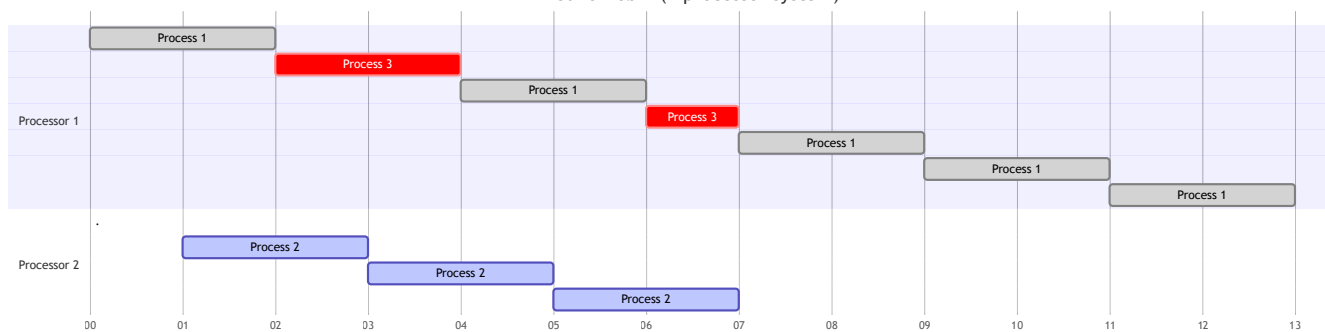 Process 1
Process 3
Process 1
Process 3
Processor 1
Process 1
Process 1
Process 1
.
Process 2
Processor 2
Process 2
Process 2
00 01 02 03 04 05 06 07 08 09 10 11 12 13